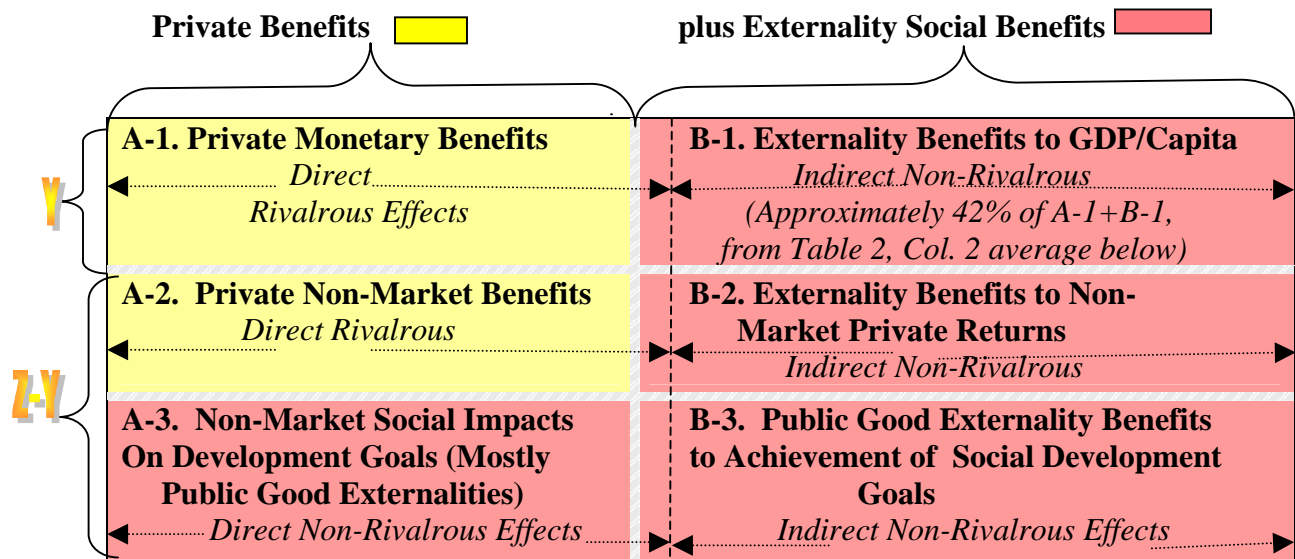 Private Benefits
plus Externality Social Benefits
Y
A-1. Private Monetary Benefits
Direct
Rivalrous Effects
B-1. Externality Benefits to GDP/Capita
Indirect Non-Rivalrous
(Approximately 42% of A-1+B-1,
from Table 2, Col. 2 average below)
Z-Y
A-2. Private Non-Market Benefits
Direct Rivalrous
B-2. Externality Benefits to Non-
Market Private Returns
Indirect Non-Rivalrous
A-3. Non-Market Social Impacts
On Development Goals (Mostly
Public Good Externalities)
Direct Non-Rivalrous Effects
B-3. Public Good Externality Benefits
to Achievement of Social Development
Goals
Indirect Non-Rivalrous Effects